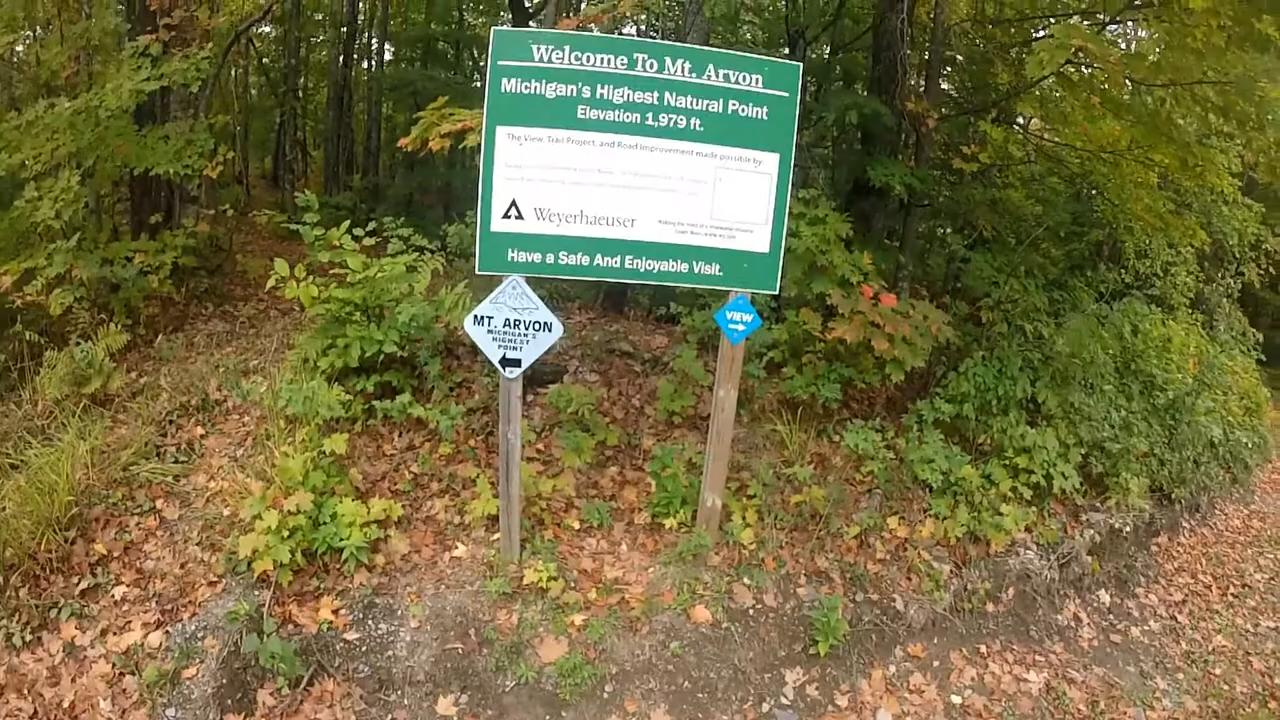 Welcome To Mt. Arvon
Michigan's Highest Natural Point
Elevation 1,979 ft.
The View, Trail Project, and Road Improvement made possible by:
Weyerhaeuser
Have a Safe And Enjoyable Visit.
MT. ARVON
MICHIGAN'S
HIGHEST
POINT
VIEW